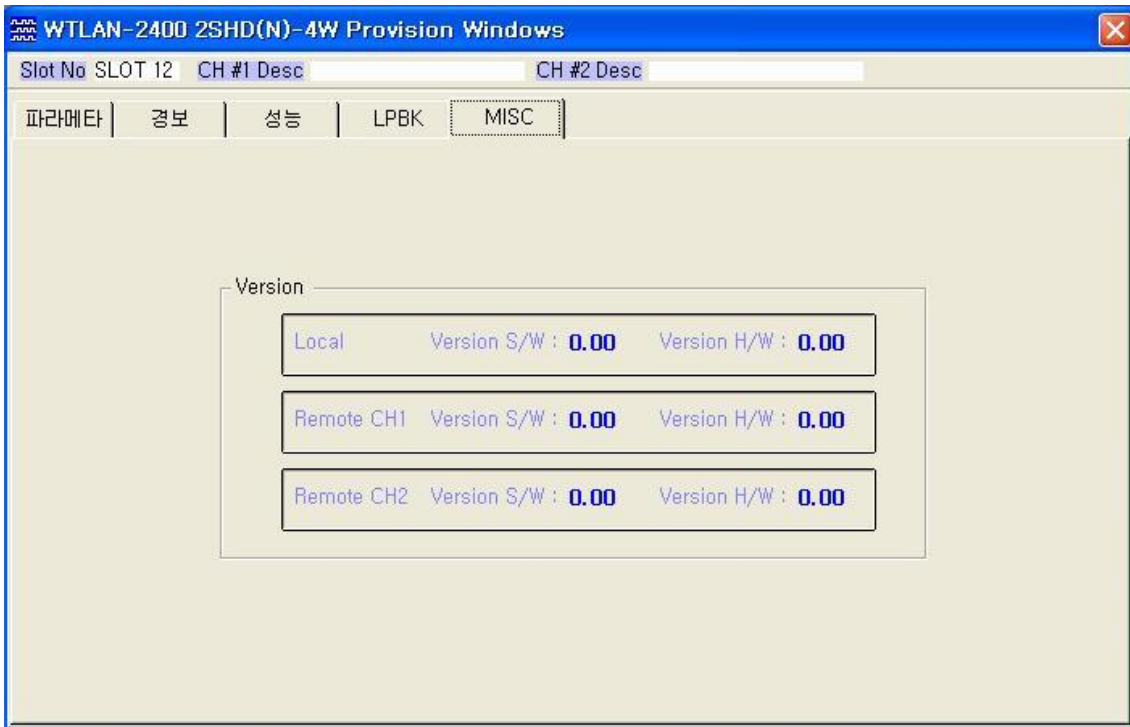 WTLAN-2400 2SHD(N)-4W Provision Windows
Slot No SLOT 12 CH #1 Desc CH #2 Desc
파라메타 경보 성능 LPBK MISC
Version
Local Version S/W : 0.00 Version H/W : 0.00
Remote CH1 Version S/W : 0.00 Version H/W : 0.00
Remote CH2 Version S/W : 0.00 Version H/W : 0.00